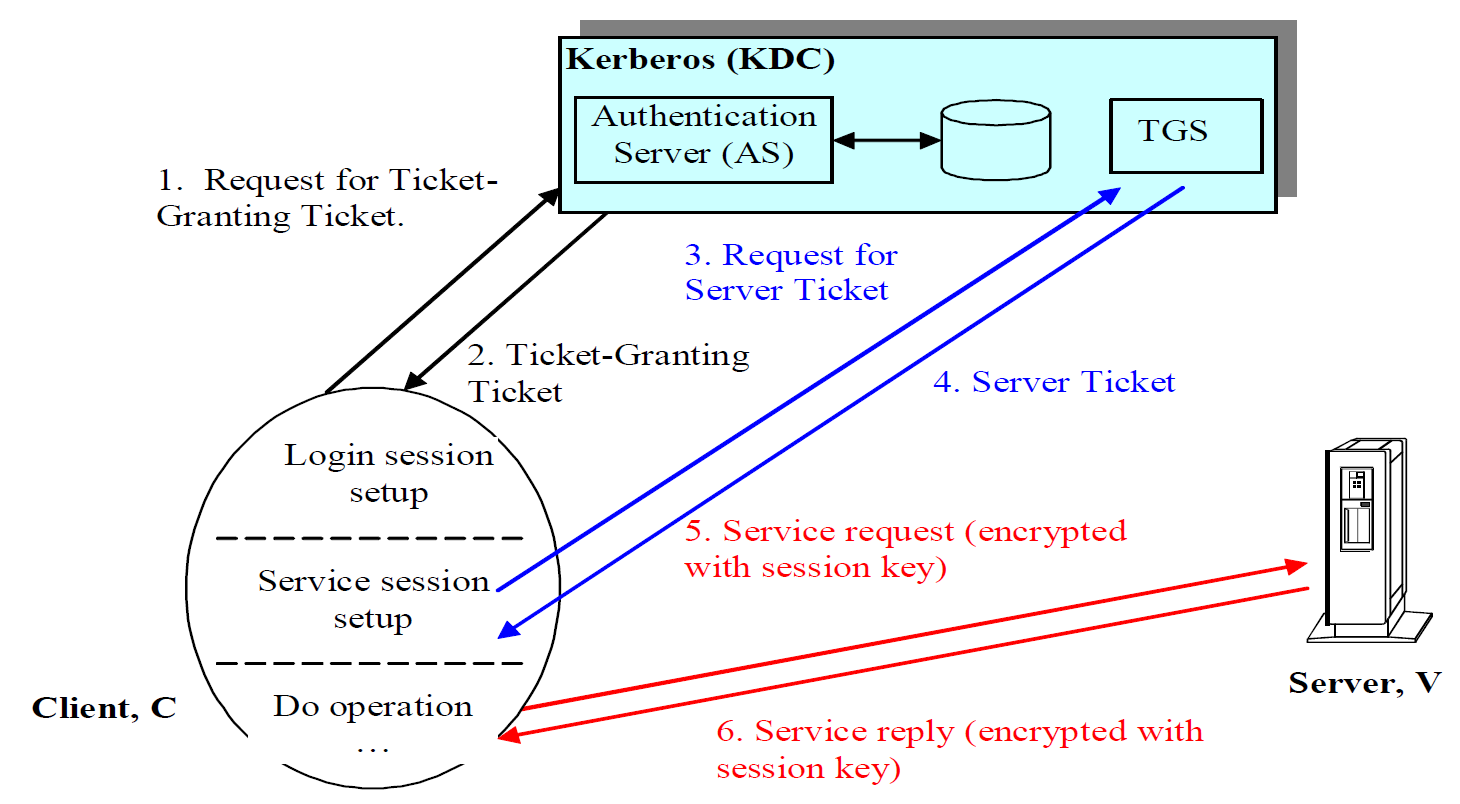 Kerberos (KDC)
Authentication
Server (AS)
TGS
1. Request for Ticket-
Granting Ticket.
3. Request for
Server Ticket
2. Ticket-Granting
Ticket
4. Server Ticket
Login session
setup
5. Service request (encrypted
with session key)
Service session
setup
Server, V
Client, C
Do operation
...
6. Service reply (encrypted with
session key)